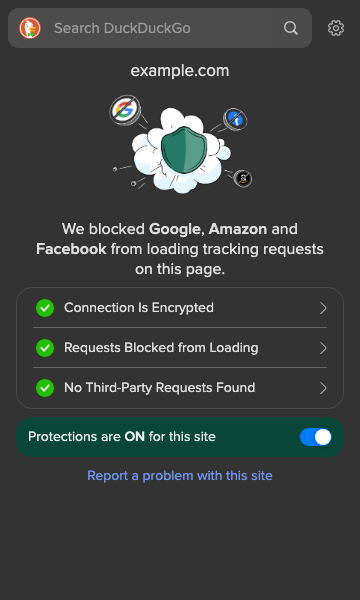 Search DuckDuckGo
example.com
We blocked Google, Amazon and
Facebook from loading tracking requests
on this page.
Connection Is Encrypted
Requests Blocked from Loading
No Third-Party Requests Found
Protections are ON for this site
Report a problem with this site